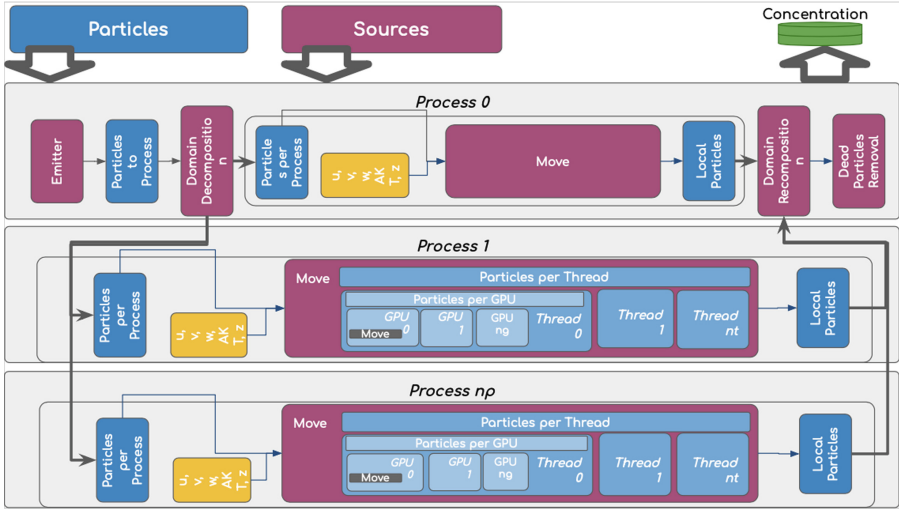 Particles
Sources
Concentration
Process 0
Emitter
Particles
to
Process
Domain
Decompositio
n
Particle
s per
Process
u,
v,
w,
AK
T, z
Move
Local
Particles
Domain
Recompositio
n
Dead
Particles
Removal
Process 1
Particles
per
Process
u,
v,
w,
AK
T, z
Move
Particles per Thread
Particles per GPU
GPU
0
Move
GPU
1
GPU
ng
Thread
0
Thread
1
Thread
nt
Local
Particles
Process np
Particles
per
Process
u,
v,
w,
AK
T, z
Move
Particles per Thread
Particles per GPU
GPU
0
Move
GPU
1
GPU
ng
Thread
0
Thread
1
Thread
nt
Local
Particles